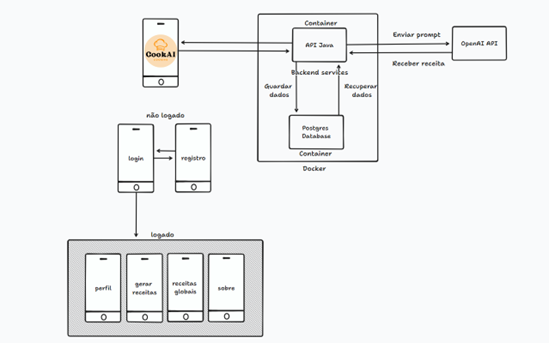 CookAI
Container
API Java
Backend services
Enviar prompt
Receber receita
OpenAI API
Guardar
dados
Recuperar
dados
Postgres
Database
Container
Docker
não logado
login
registro
logado
perfil
gerar
receitas
receitas
globais
sobre